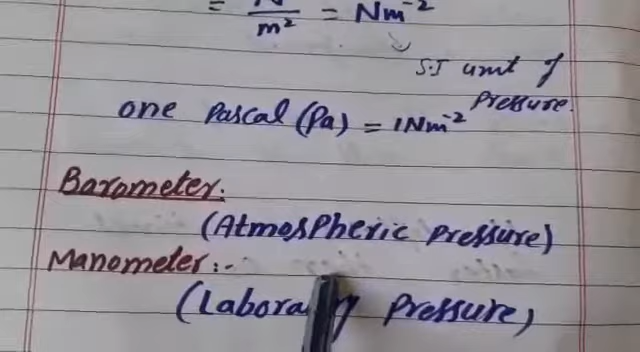 = N/m² = Nm⁻²
S.I unit of
Pressure.
one Pascal (Pa) = 1Nm⁻²
Barometer:
(Atmospheric Pressure)
Manometer:-
(Pressure)